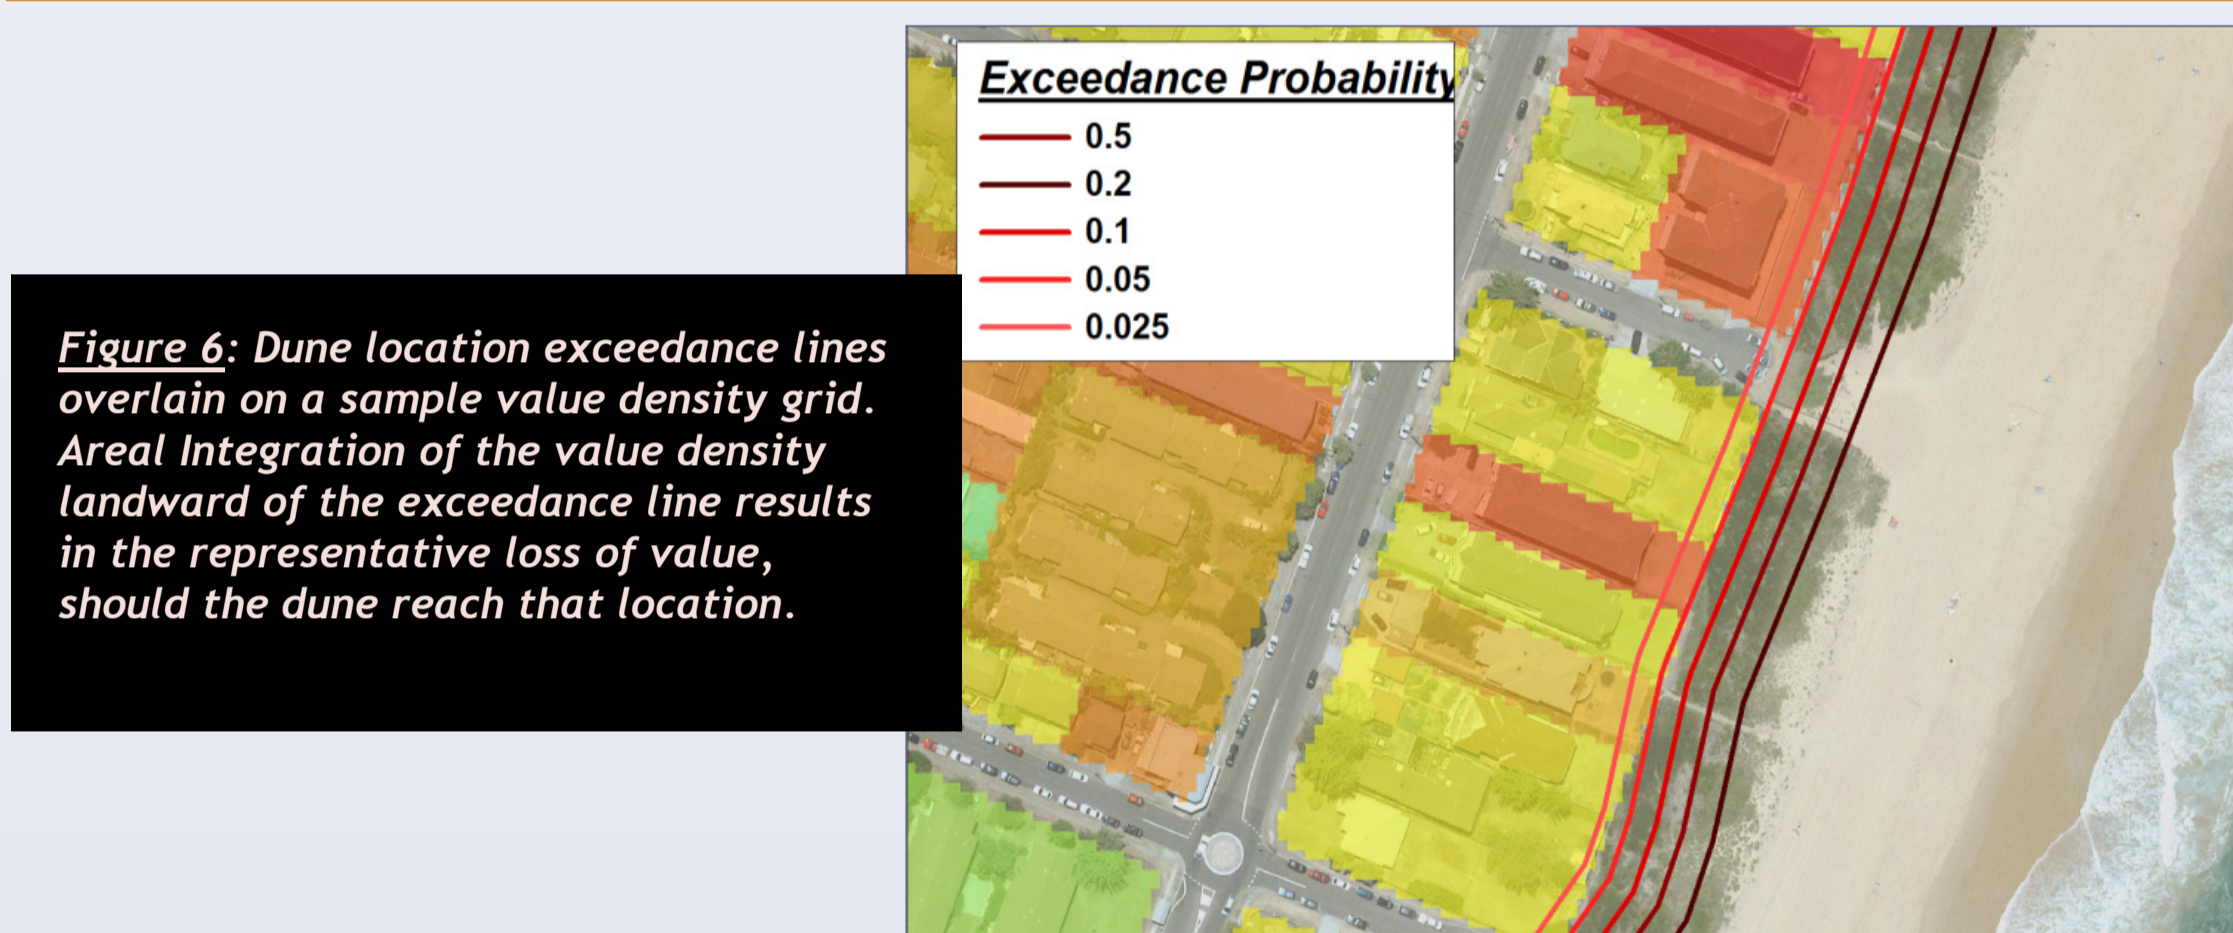 Exceedance Probability
0.5
0.2
0.1
0.05
0.025
Figure 6: Dune location exceedance lines
overlain on a sample value density grid.
Areal Integration of the value density
landward of the exceedance line results
in the representative loss of value,
should the dune reach that location.